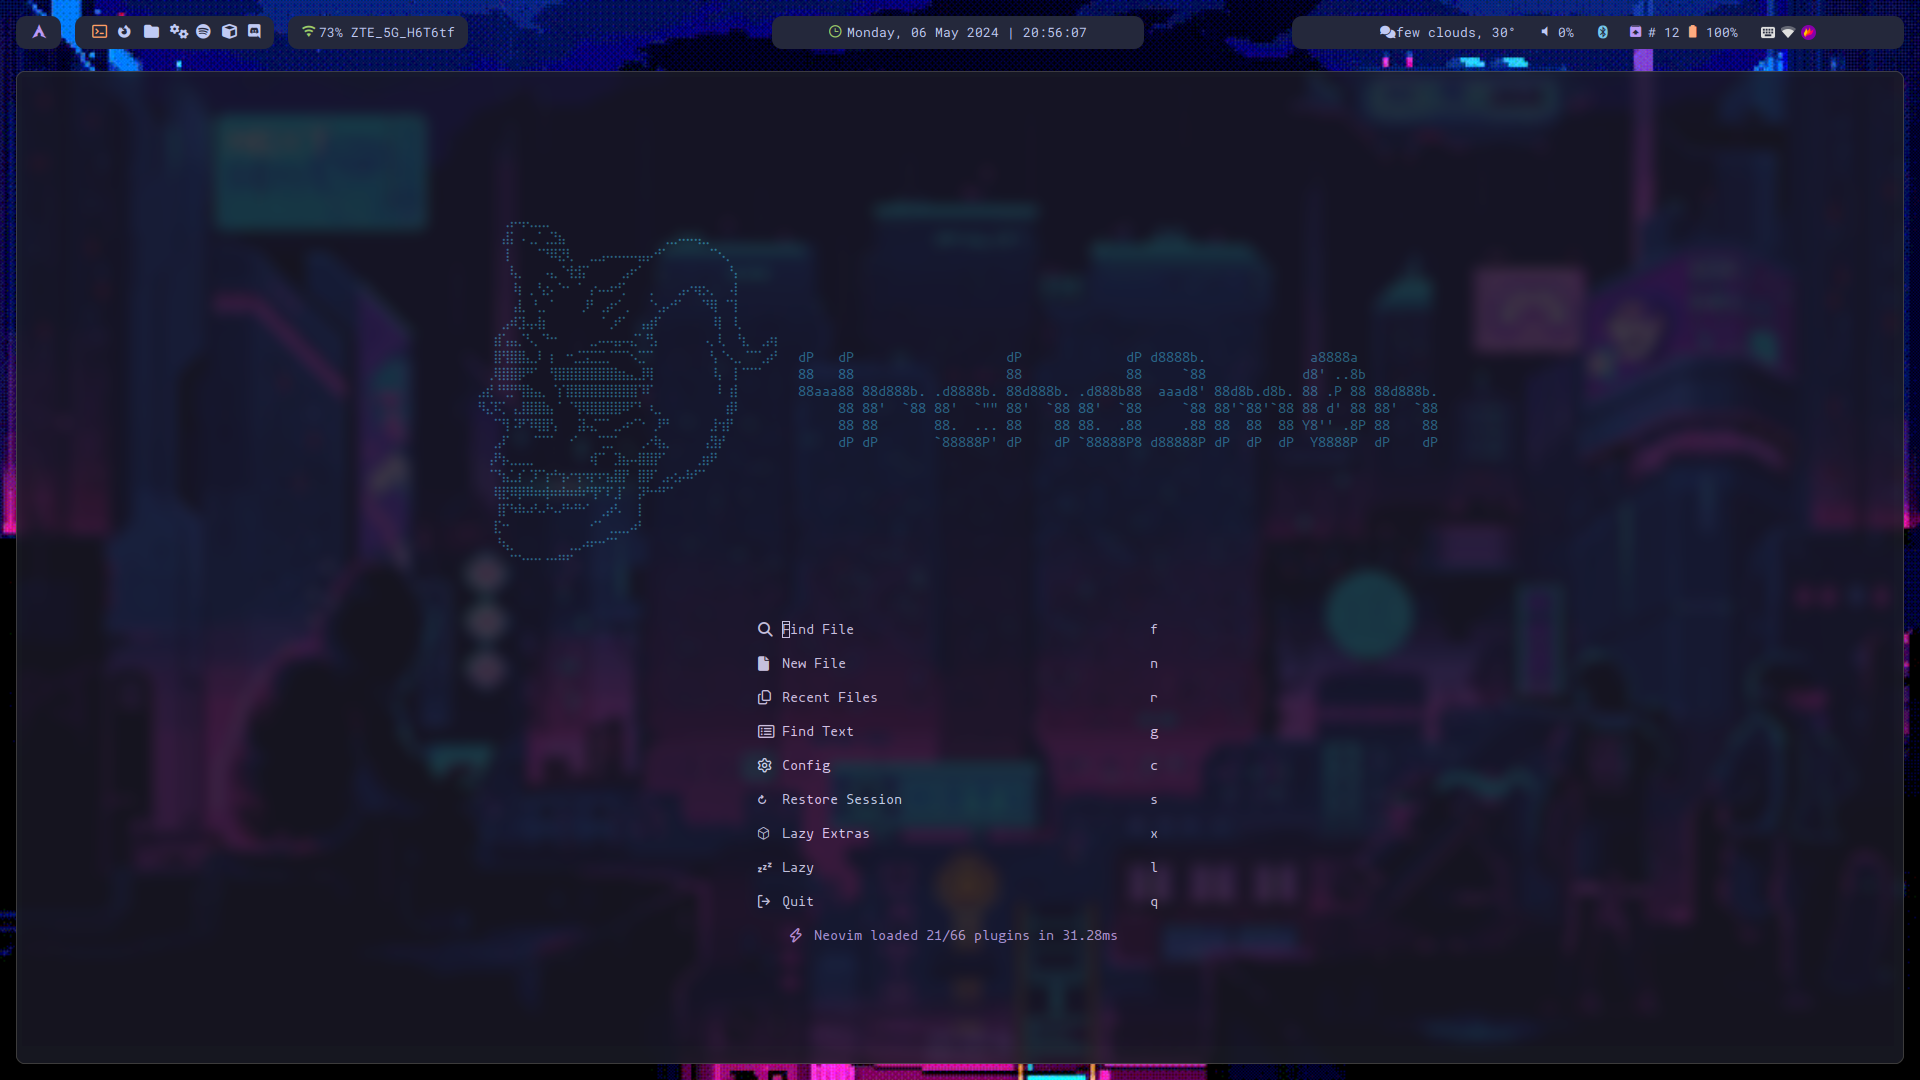 73% ZTE_5G_H6T6tf
Monday, 06 May 2024 | 20:56:07
few clouds, 30°
0%
# 12
100%
Find File f
New File n
Recent Files r
Find Text g
Config c
Restore Session s
Lazy Extras x
Lazy l
Quit q
Neovim loaded 21/66 plugins in 31.28ms